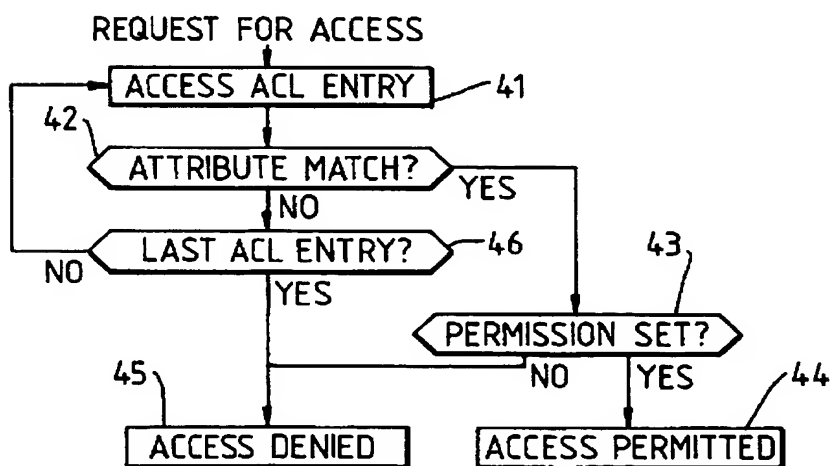 REQUEST FOR ACCESS
ACCESS ACL ENTRY
41
42
ATTRIBUTE MATCH?
YES
NO
LAST ACL ENTRY?
46
NO
YES
43
PERMISSION SET?
NO
YES
45
44
ACCESS DENIED
ACCESS PERMITTED